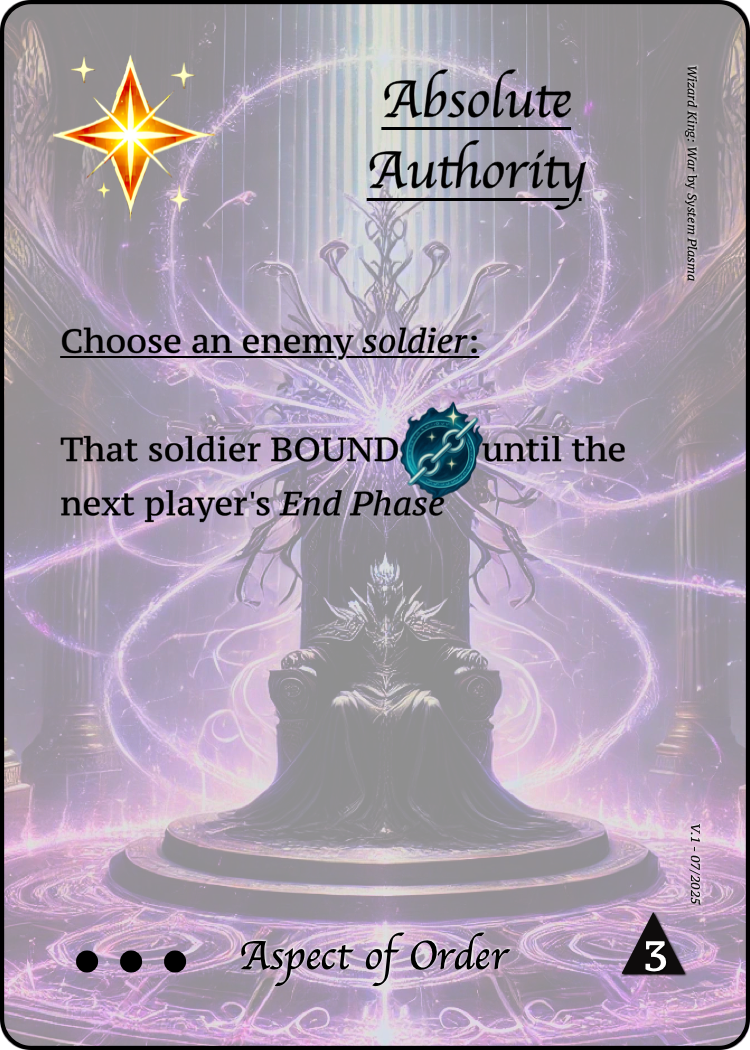 Absolute
Authority
Wizard King: War by System Plasma
Choose an enemy soldier:
That soldier BOUND until the
next player's End Phase
V.1 - 07/2025
Aspect of Order
3